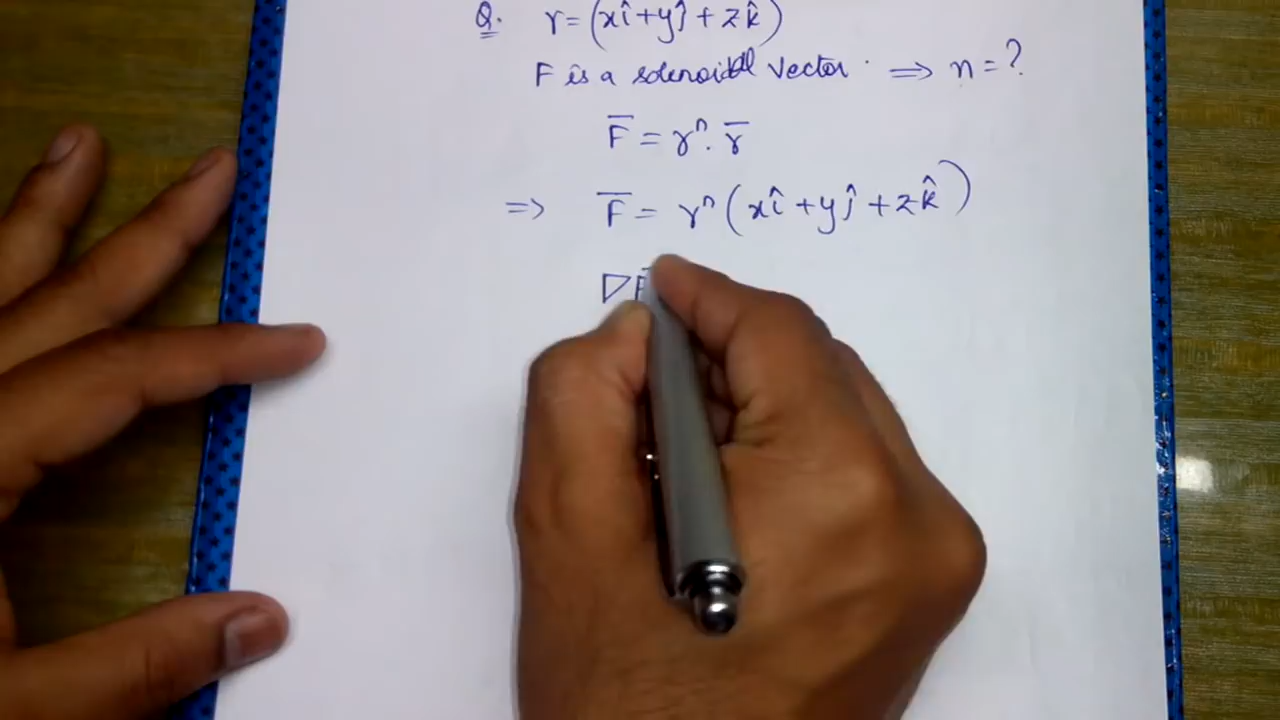 Q. r=(xî+yĵ+zk̂)
F is a solenoidal vector. ⇒ n=?
F̅ = rⁿ. r̅
=> F̅ = rⁿ(xî+yĵ+zk̂)
∇F̅